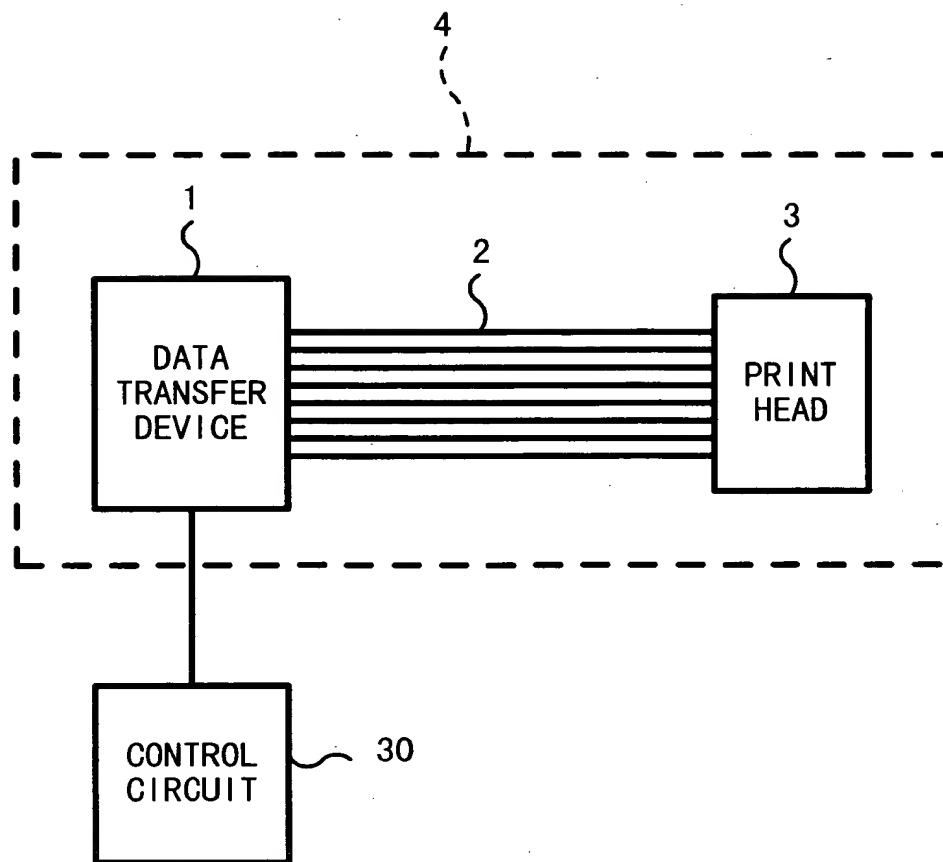 4
1
2
3
DATA
TRANSFER
DEVICE
PRINT
HEAD
30
CONTROL
CIRCUIT